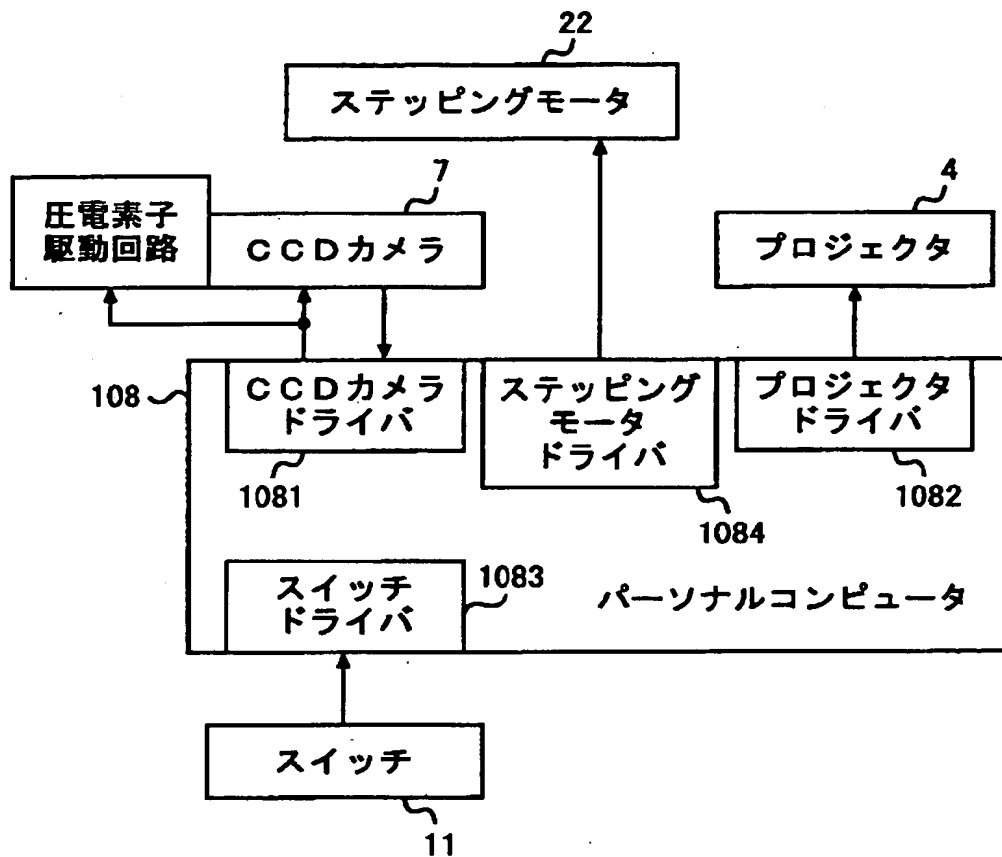 22
ステッピングモータ
7
4
圧電素子
駆動回路
CCDカメラ
プロジェクタ
108
CCDカメラ
ドライバ
ステッピング
モータ
ドライバ
プロジェクタ
ドライバ
1081
1084
1082
スイッチ
ドライバ
1083
パーソナルコンピュータ
スイッチ
11